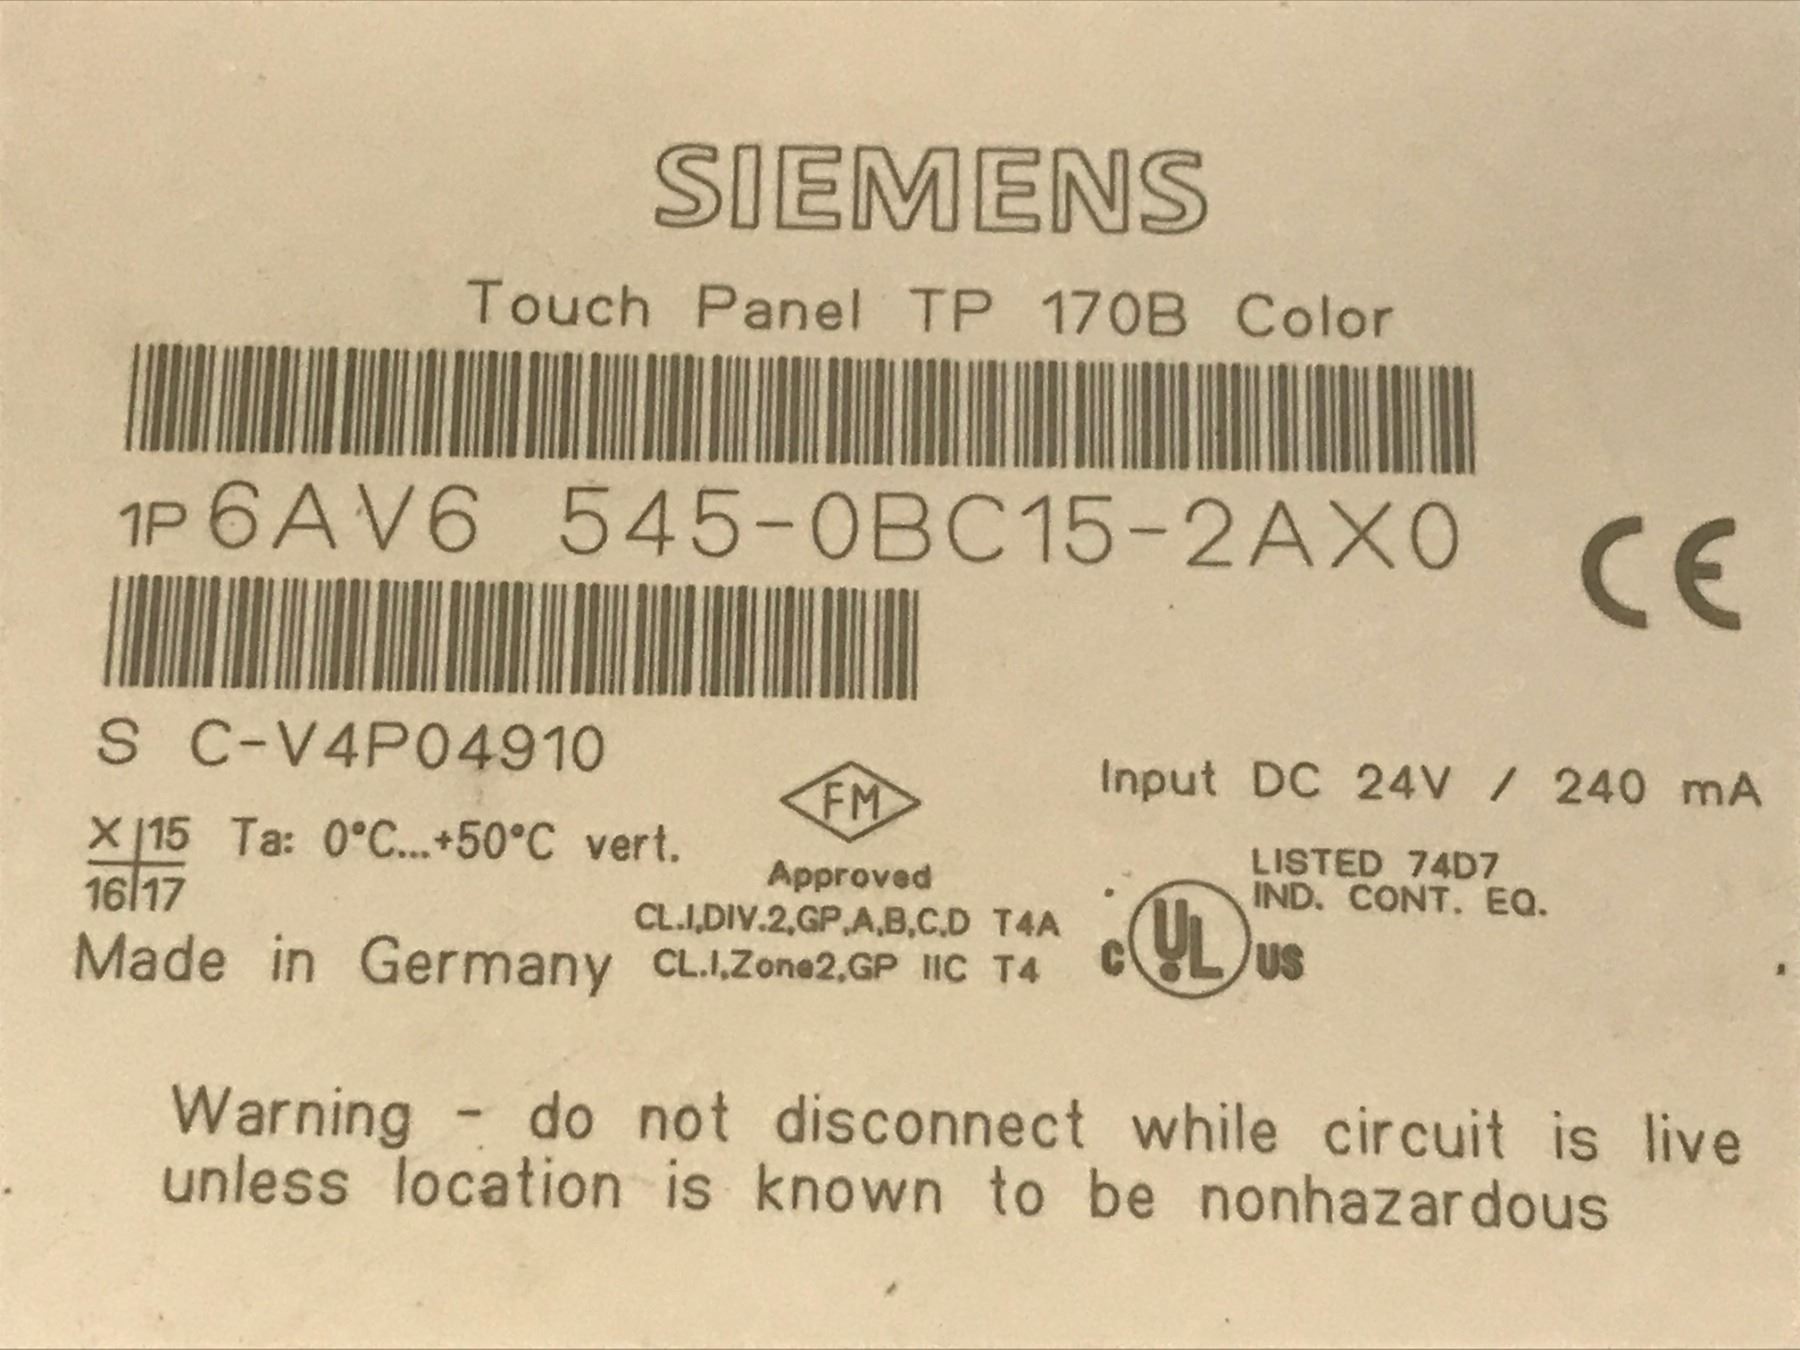 SIEMENS
Touch Panel TP 170B Color
1P 6AV6 545-0BC15-2AX0
CE
S C-V4P04910
Input DC 24V / 240 mA
X 15
16 17
Ta: 0°C...+50°C vert.
FM
Approved
CL.I,DIV.2,GP,A,B,C,D T4A
CL.I,Zone2,GP IIC T4
LISTED 74D7
IND. CONT. EQ.
C UL US
Made in Germany
Warning - do not disconnect while circuit is live
unless location is known to be nonhazardous